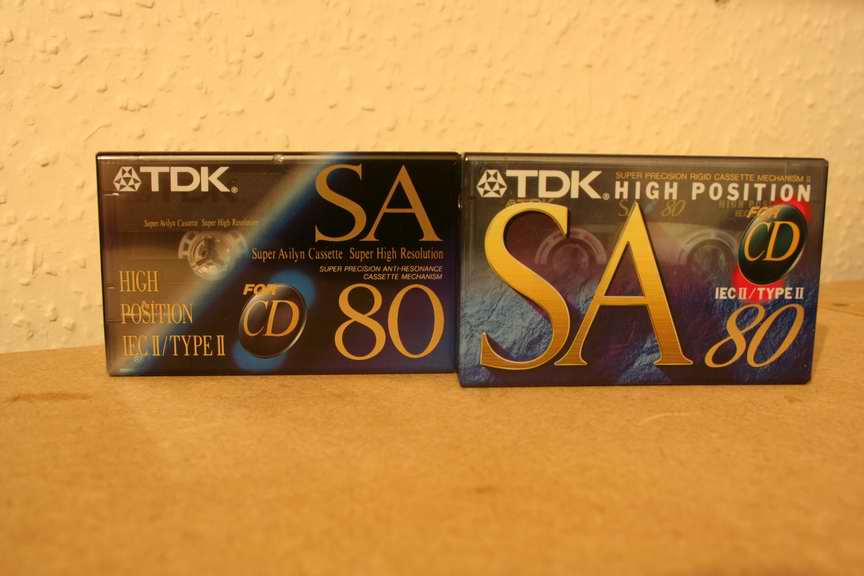 TDK®
SA
Super Avilyn Cassette Super High Resolution
Super Avilyn Cassette Super High Resolution
SUPER PRECISION ANTI-RESONANCE
CASSETTE MECHANISM
HIGH
POSITION
IEC II/TYPE II
FOR
CD
80
TDK®
SUPER PRECISION RIGID CASSETTE MECHANISM II
HIGH POSITION
SA 80
SA
FOR
CD
IEC II/TYPE II
80